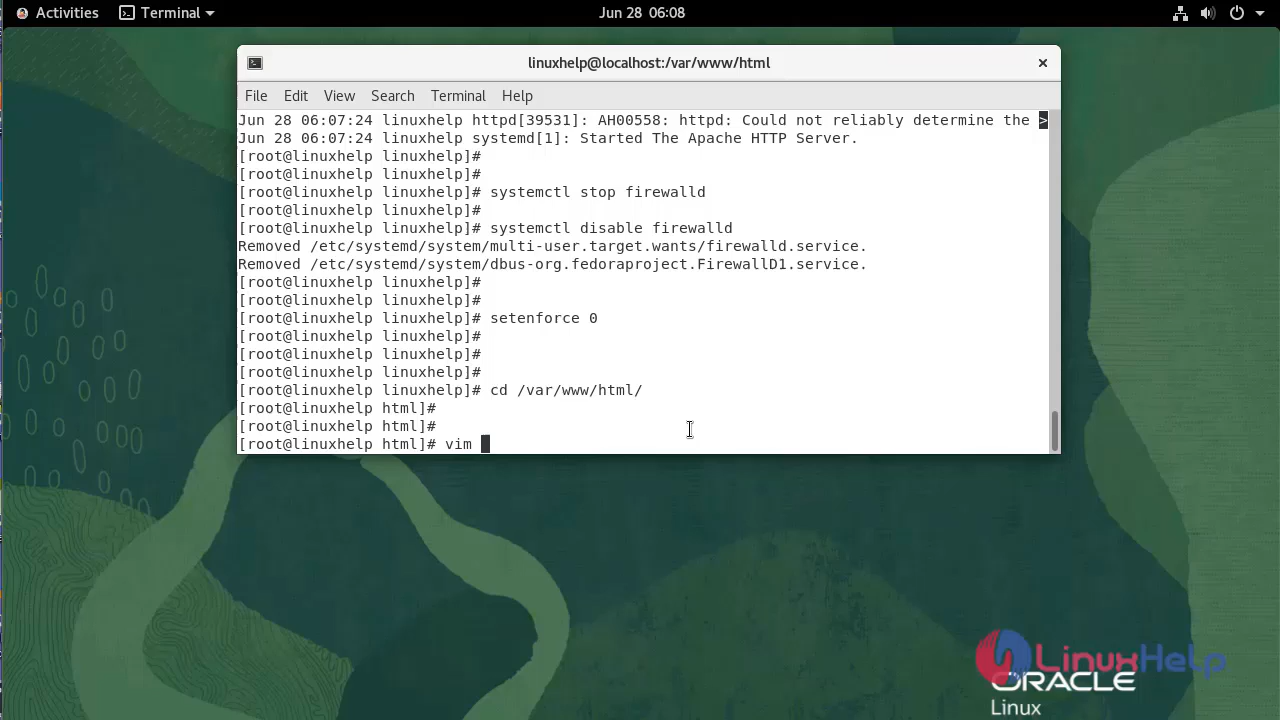 Activities Terminal Jun 28 06:08
linuxhelp@localhost:/var/www/html ×
File Edit View Search Terminal Help
Jun 28 06:07:24 linuxhelp httpd[39531]: AH00558: httpd: Could not reliably determine the >
Jun 28 06:07:24 linuxhelp systemd[1]: Started The Apache HTTP Server.
[root@linuxhelp linuxhelp]#
[root@linuxhelp linuxhelp]#
[root@linuxhelp linuxhelp]# systemctl stop firewalld
[root@linuxhelp linuxhelp]#
[root@linuxhelp linuxhelp]# systemctl disable firewalld
Removed /etc/systemd/system/multi-user.target.wants/firewalld.service.
Removed /etc/systemd/system/dbus-org.fedoraproject.FirewallD1.service.
[root@linuxhelp linuxhelp]#
[root@linuxhelp linuxhelp]#
[root@linuxhelp linuxhelp]# setenforce 0
[root@linuxhelp linuxhelp]#
[root@linuxhelp linuxhelp]#
[root@linuxhelp linuxhelp]#
[root@linuxhelp linuxhelp]# cd /var/www/html/
[root@linuxhelp html]#
[root@linuxhelp html]#
[root@linuxhelp html]# vim
LinuxHelp
ORACLE
Linux